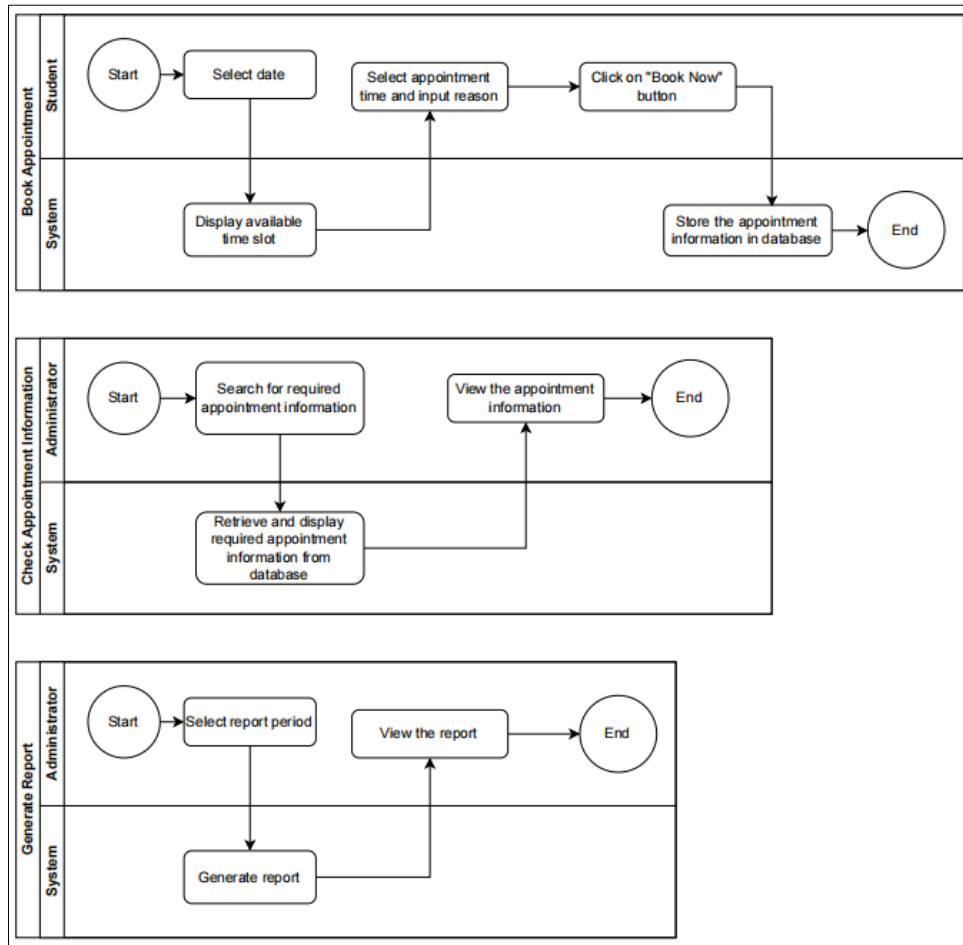 Book Appointment
Student
Start
Select date
Select appointment
time and input reason
Click on "Book Now"
button
System
Display available
time slot
Store the appointment
information in database
End
Check Appointment Information
Administrator
Start
Search for required
appointment information
View the appointment
information
End
System
Retrieve and display
required appointment
information from
database
Generate Report
Administrator
Start
Select report period
View the report
End
System
Generate report